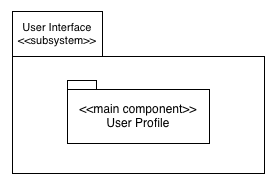 User Interface
<<subsystem>>
<<main component>>
User Profile